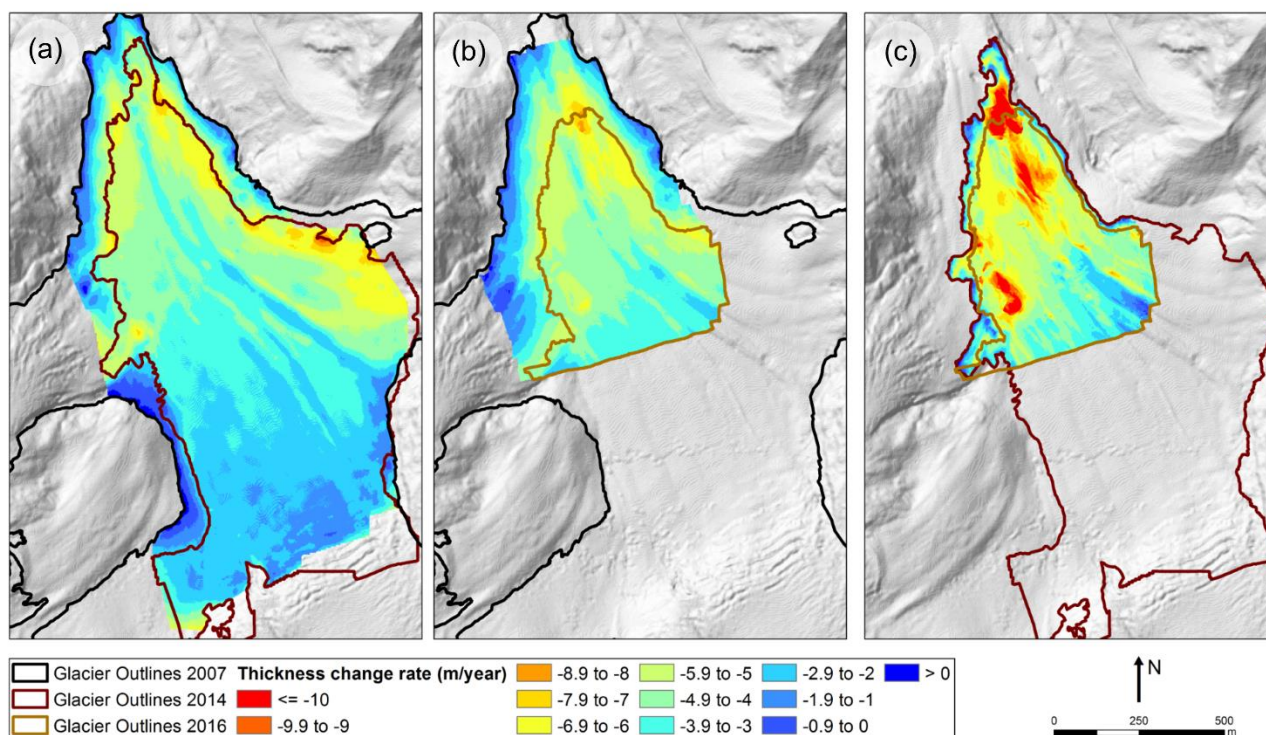 (a) (b) (c)
Glacier Outlines 2007 Thickness change rate (m/year) -8.9 to -8 -5.9 to -5 -2.9 to -2 > 0
Glacier Outlines 2014 <= -10 -7.9 to -7 -4.9 to -4 -1.9 to -1
Glacier Outlines 2016 -9.9 to -9 -6.9 to -6 -3.9 to -3 -0.9 to 0
N
0 250 500
m